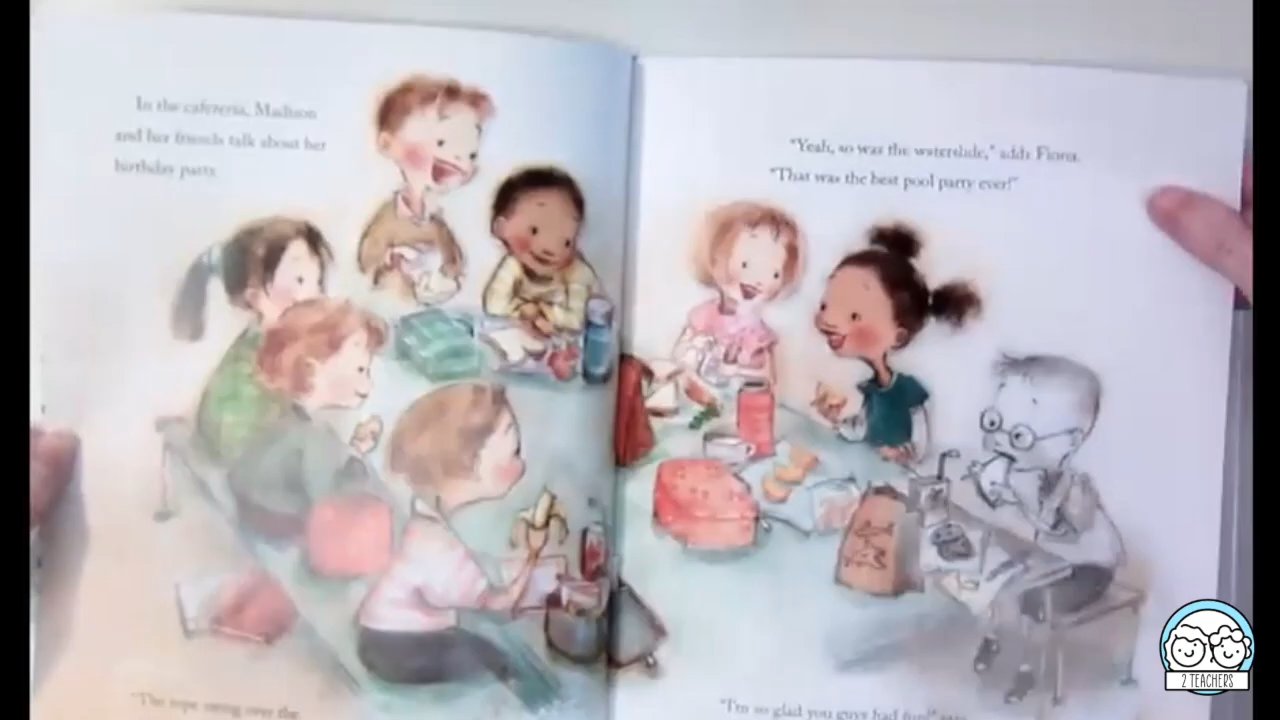 In the cafeteria, Madison
and her friends talk about her
birthday party.
"The rope swing over the
"Yeah, so was the waterslide," adds Fiona.
"That was the best pool party ever!"
"I'm so glad you guys had fun!" says
2 TEACHERS